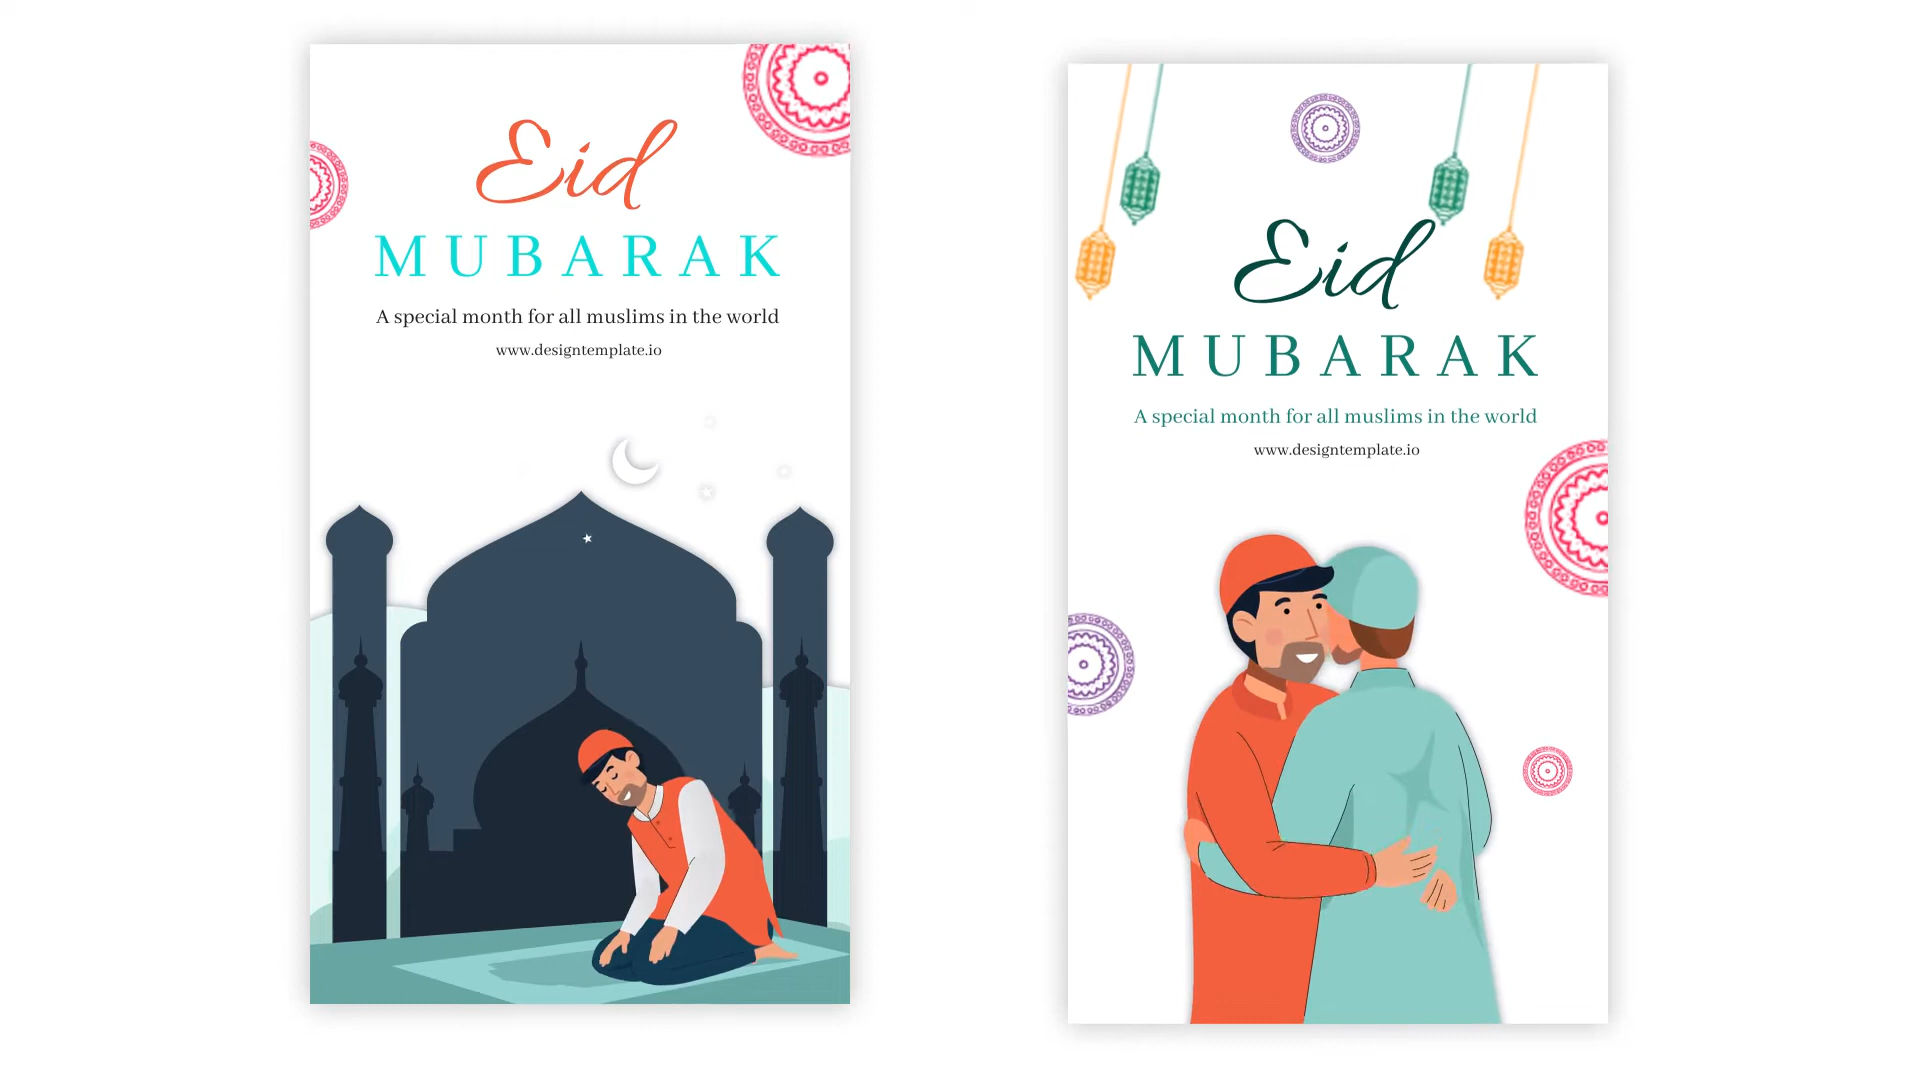 Eid
MUBARAK
A special month for all muslims in the world
www.designtemplate.io
Eid
MUBARAK
A special month for all muslims in the world
www.designtemplate.io